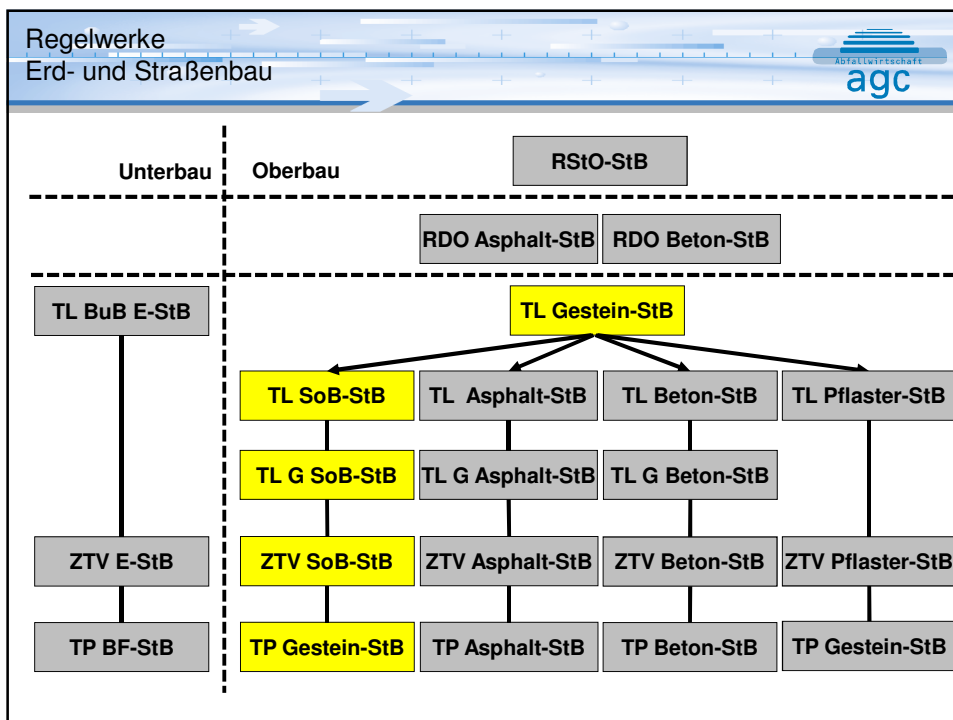 Regelwerke
Erd- und Straßenbau
Abfallwirtschaft
agc
Unterbau
Oberbau
RStO-StB
RDO Asphalt-StB
RDO Beton-StB
TL BuB E-StB
TL Gestein-StB
TL SoB-StB
TL Asphalt-StB
TL Beton-StB
TL Pflaster-StB
TL G SoB-StB
TL G Asphalt-StB
TL G Beton-StB
ZTV E-StB
ZTV SoB-StB
ZTV Asphalt-StB
ZTV Beton-StB
ZTV Pflaster-StB
TP BF-StB
TP Gestein-StB
TP Asphalt-StB
TP Beton-StB
TP Gestein-StB